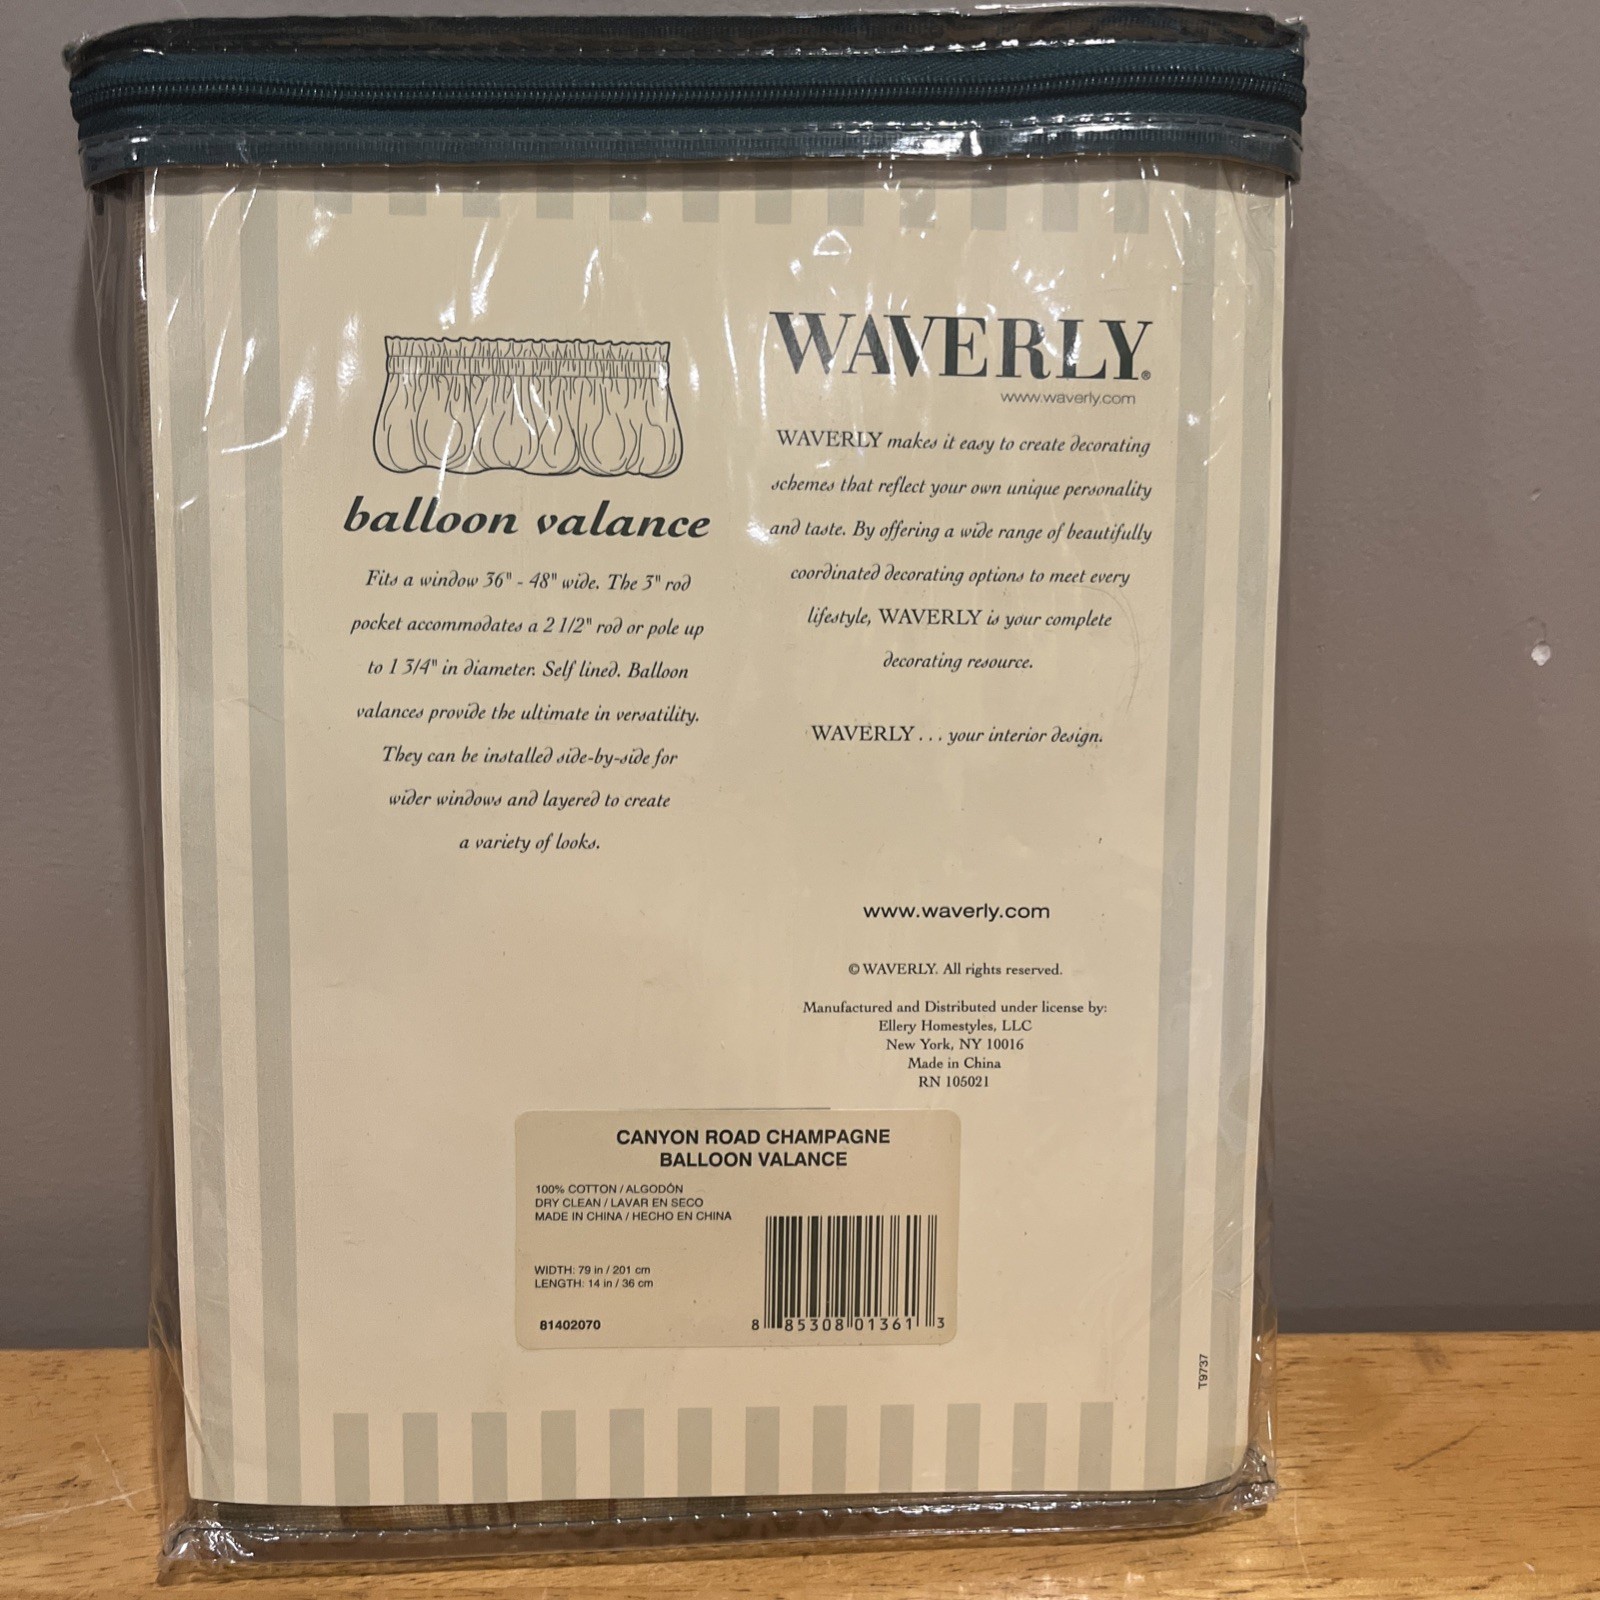 balloon valance
Fits a window 36" - 48" wide. The 3" rod
pocket accommodates a 2 1/2" rod or pole up
to 1 3/4" in diameter. Self lined. Balloon
valances provide the ultimate in versatility.
They can be installed side-by-side for
wider windows and layered to create
a variety of looks.
WAVERLY®
www.waverly.com
WAVERLY makes it easy to create decorating
schemes that reflect your own unique personality
and taste. By offering a wide range of beautifully
coordinated decorating options to meet every
lifestyle, WAVERLY is your complete
decorating resource.
WAVERLY . . . your interior design.
www.waverly.com
© WAVERLY. All rights reserved.
Manufactured and Distributed under license by:
Ellery Homestyles, LLC
New York, NY 10016
Made in China
RN 105021
CANYON ROAD CHAMPAGNE
BALLOON VALANCE
100% COTTON / ALGODÓN
DRY CLEAN / LAVAR EN SECO
MADE IN CHINA / HECHO EN CHINA
WIDTH: 79 in / 201 cm
LENGTH: 14 in / 36 cm
81402070
8 85308 01361 3
T9737